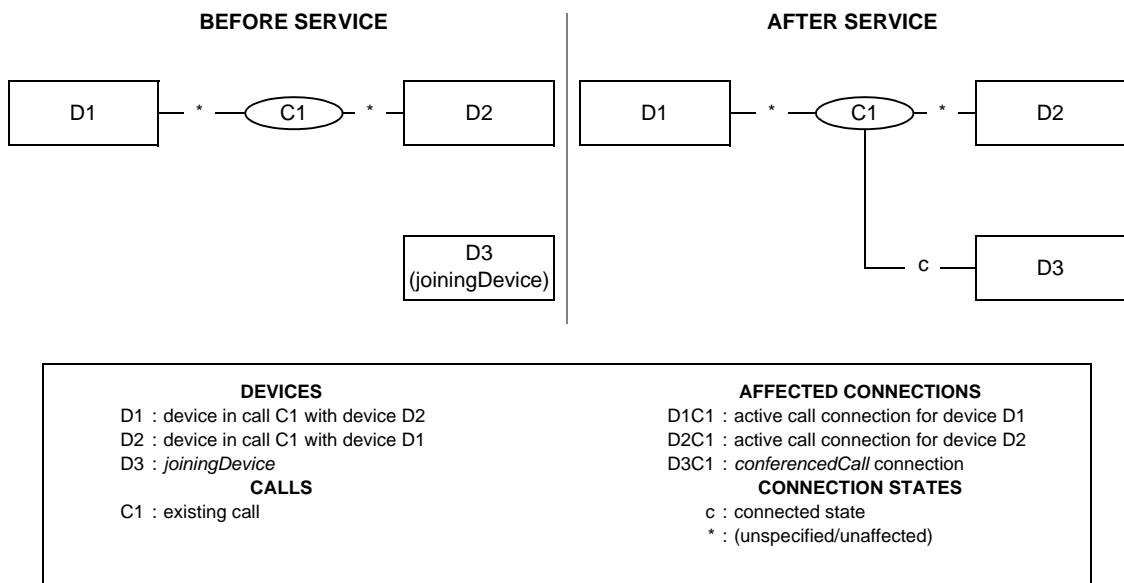 BEFORE SERVICE
AFTER SERVICE
D1 * C1 * D2
D1 * C1 * D2
D3
(joiningDevice)
c D3
DEVICES
D1 : device in call C1 with device D2
D2 : device in call C1 with device D1
D3 : joiningDevice
CALLS
C1 : existing call
AFFECTED CONNECTIONS
D1C1 : active call connection for device D1
D2C1 : active call connection for device D2
D3C1 : conferencedCall connection
CONNECTION STATES
c : connected state
* : (unspecified/unaffected)